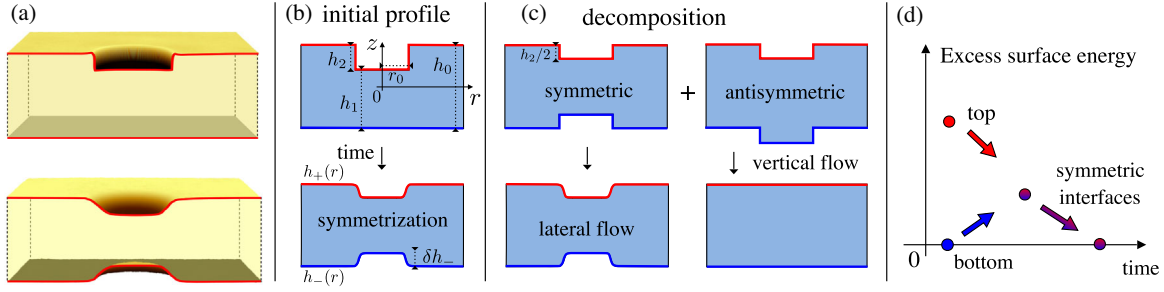 (a)
(b) initial profile
z
h₂
r₀
h₀
0
r
h₁
time
h₊(r)
symmetrization
δh₋
h₋(r)
(c) decomposition
h₂/2
symmetric
+
antisymmetric
vertical flow
lateral flow
(d)
Excess surface energy
top
symmetric
interfaces
0
bottom
time